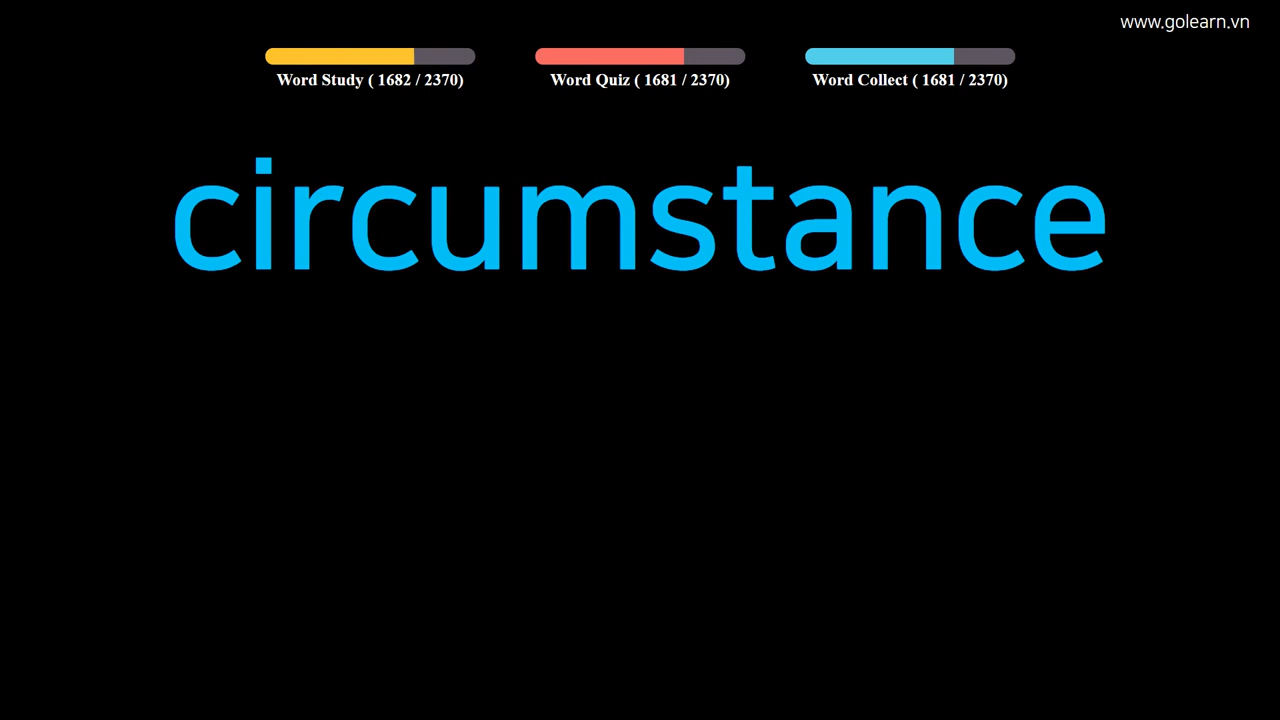 www.golearn.vn
Word Study ( 1682 / 2370) Word Quiz ( 1681 / 2370) Word Collect ( 1681 / 2370)
circumstance